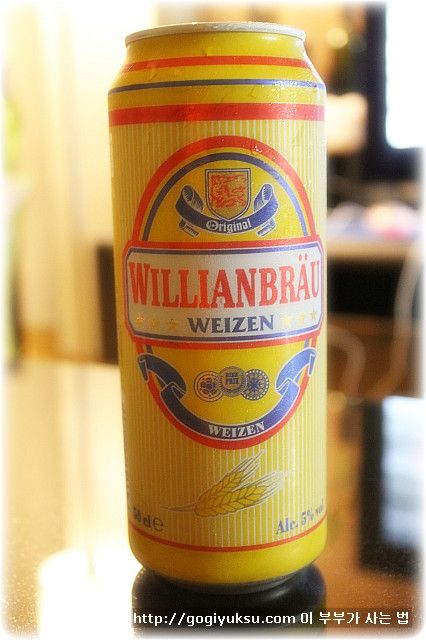 Original
WILLIANBRÄU
WEIZEN
WEIZEN
50 cl e
Alc. 5% vol
http://gogiyuksu.com 이 부부가 사는 법